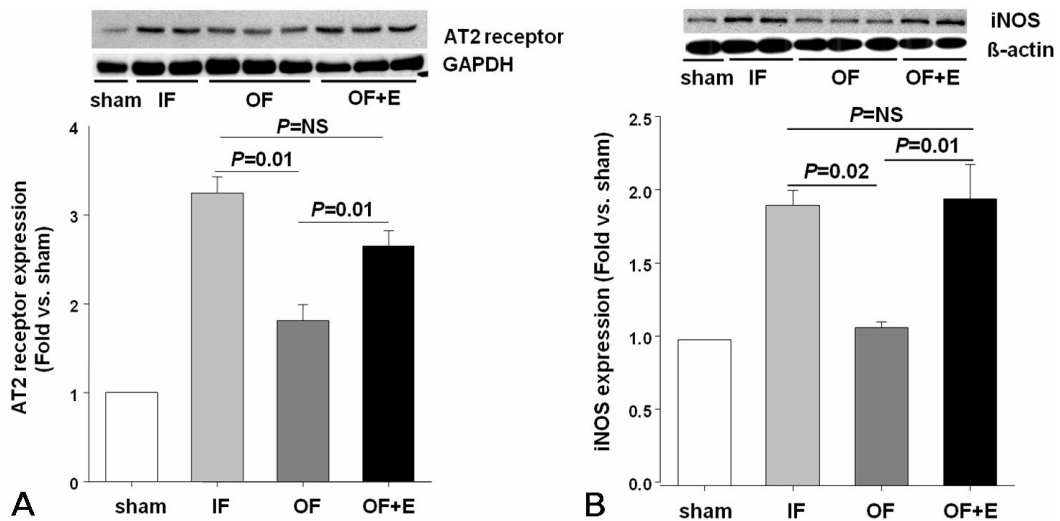 AT2 receptor
GAPDH
sham IF OF OF+E
P=NS
P=0.01
P=0.01
AT2 receptor expression
(Fold vs. sham)
4
3
2
1
0
sham IF OF OF+E
A
iNOS
ß-actin
sham IF OF OF+E
P=NS
P=0.01
P=0.02
iNOS expression (Fold vs. sham)
2.5
2.0
1.5
1.0
0.5
0.0
sham IF OF OF+E
B